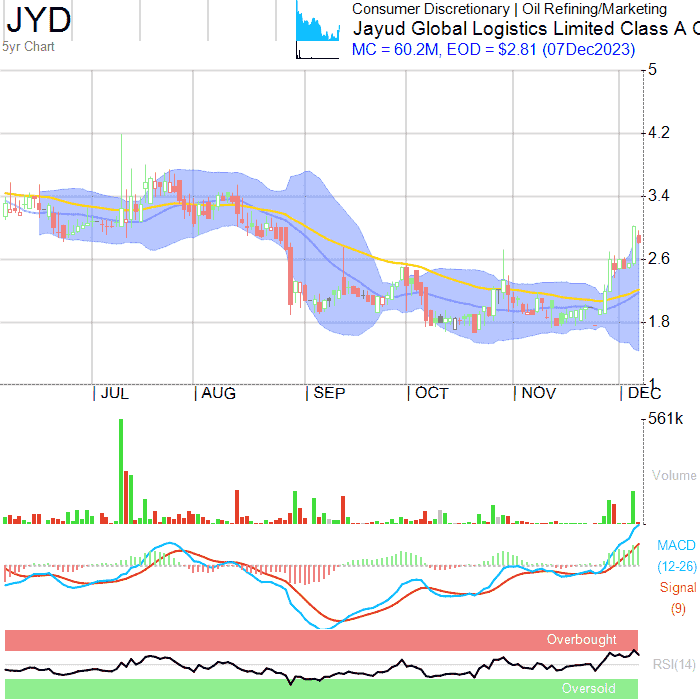 JYD
5yr Chart
Consumer Discretionary | Oil Refining/Marketing
Jayud Global Logistics Limited Class A O
MC = 60.2M, EOD = $2.81 (07Dec2023)
5
4.2
3.4
2.6
1.8
1
JUL AUG SEP OCT NOV DEC
561k
Volume
MACD
(12-26)
Signal
(9)
Overbought
RSI(14)
Oversold